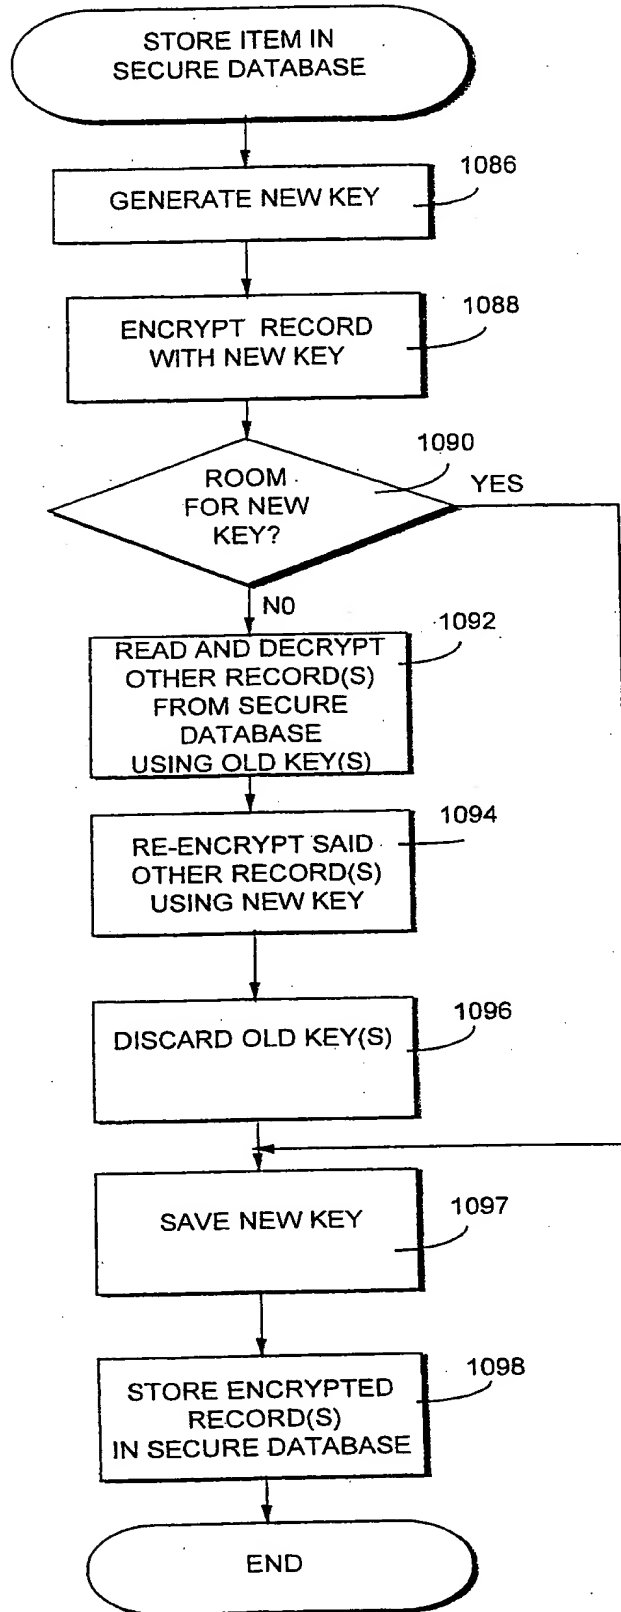 STORE ITEM IN
SECURE DATABASE
1086
GENERATE NEW KEY
1088
ENCRYPT RECORD
WITH NEW KEY
1090
ROOM
FOR NEW
KEY?
YES
NO
1092
READ AND DECRYPT
OTHER RECORD(S)
FROM SECURE
DATABASE
USING OLD KEY(S)
1094
RE-ENCRYPT SAID
OTHER RECORD(S)
USING NEW KEY
1096
DISCARD OLD KEY(S)
1097
SAVE NEW KEY
1098
STORE ENCRYPTED
RECORD(S)
IN SECURE DATABASE
END